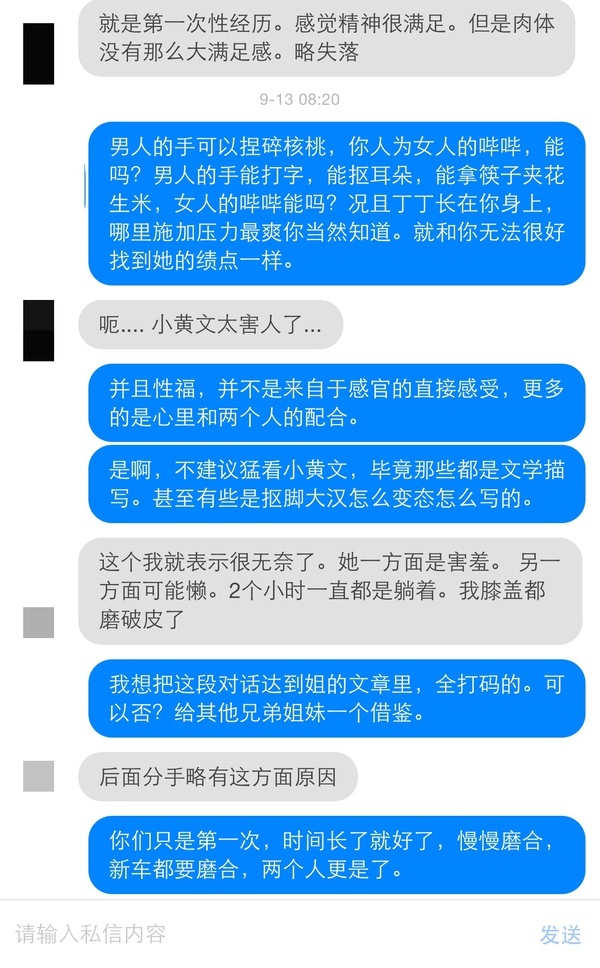 就是第一次性经历。感觉精神很满足。但是肉体
没有那么大满足感。略失落
9-13 08:20
男人的手可以捏碎核桃，你人为女人的哔哔，能
吗？男人的手能打字，能抠耳朵，能拿筷子夹花
生米，女人的哔哔能吗？况且丁丁长在你身上，
哪里施加压力最爽你当然知道。就和你无法很好
找到她的绩点一样。
呃.... 小黄文太害人了...
并且性福，并不是来自于感官的直接感受，更多
的是心里和两个人的配合。
是啊，不建议猛看小黄文，毕竟那些都是文学描
写。甚至有些是抠脚大汉怎么变态怎么写的。
这个我就表示很无奈了。她一方面是害羞。 另一
方面可能懒。2个小时一直都是躺着。我膝盖都
磨破皮了
我想把这段对话达到姐的文章里，全打码的。可
以否？给其他兄弟姐妹一个借鉴。
后面分手略有这方面原因
你们只是第一次，时间长了就好了，慢慢磨合，
新车都要磨合，两个人更是了。
请输入私信内容
发送